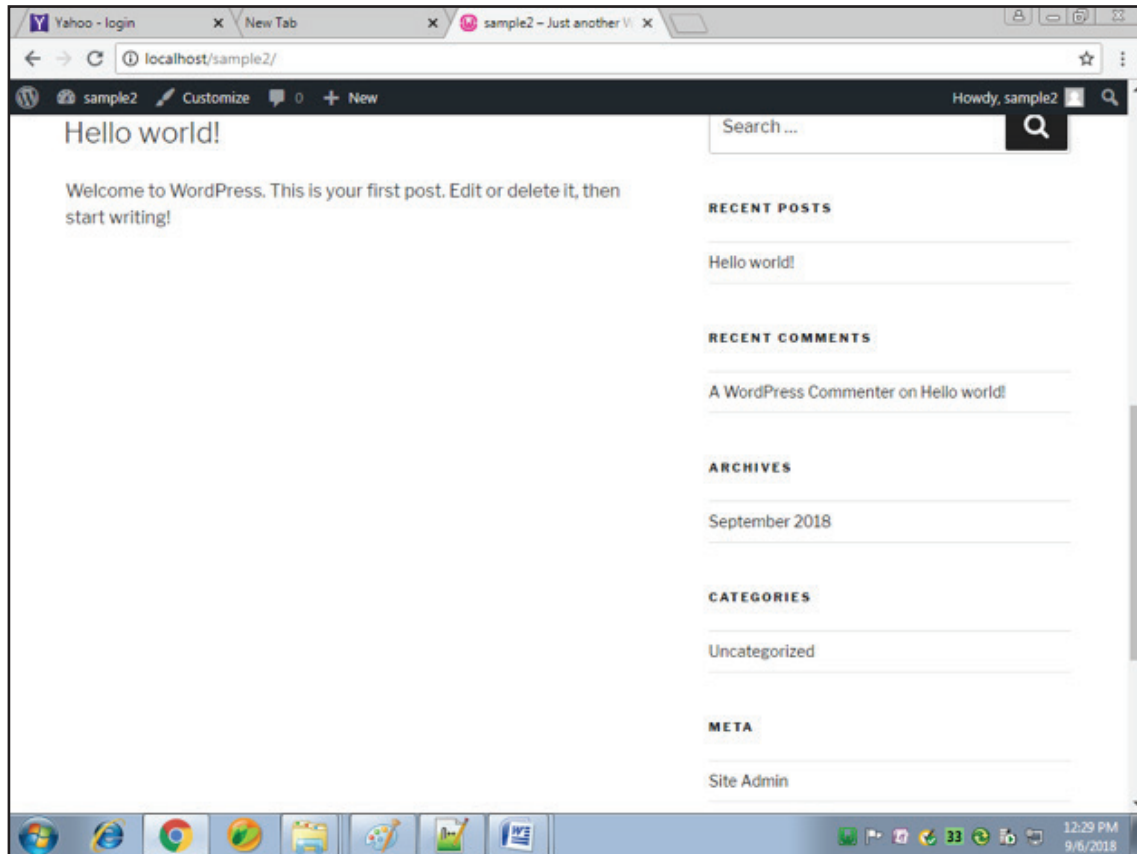 Yahoo - login
New Tab
sample2 – Just another W
localhost/sample2/
sample2 Customize 0 + New Howdy, sample2
Hello world!
Welcome to WordPress. This is your first post. Edit or delete it, then
start writing!
Search ...
RECENT POSTS
Hello world!
RECENT COMMENTS
A WordPress Commenter on Hello world!
ARCHIVES
September 2018
CATEGORIES
Uncategorized
META
Site Admin
33
12:29 PM
9/6/2018